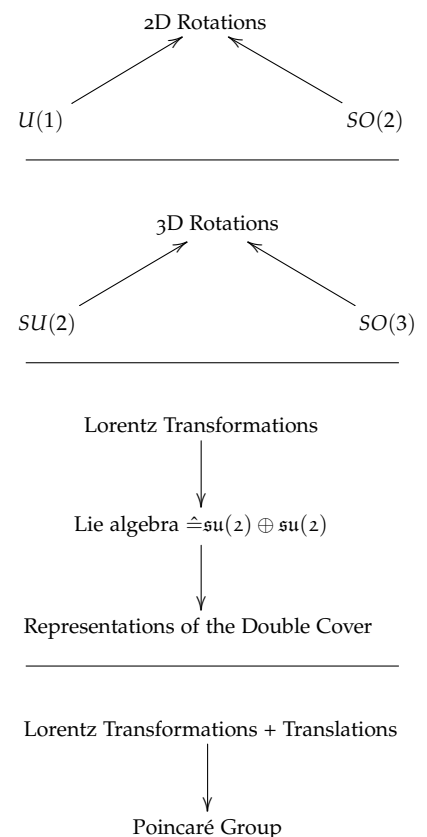 2D Rotations
U(1) SO(2)
3D Rotations
SU(2) SO(3)
Lorentz Transformations
Lie algebra ≙𝔰𝔲(2) ⊕ 𝔰𝔲(2)
Representations of the Double Cover
Lorentz Transformations + Translations
Poincaré Group